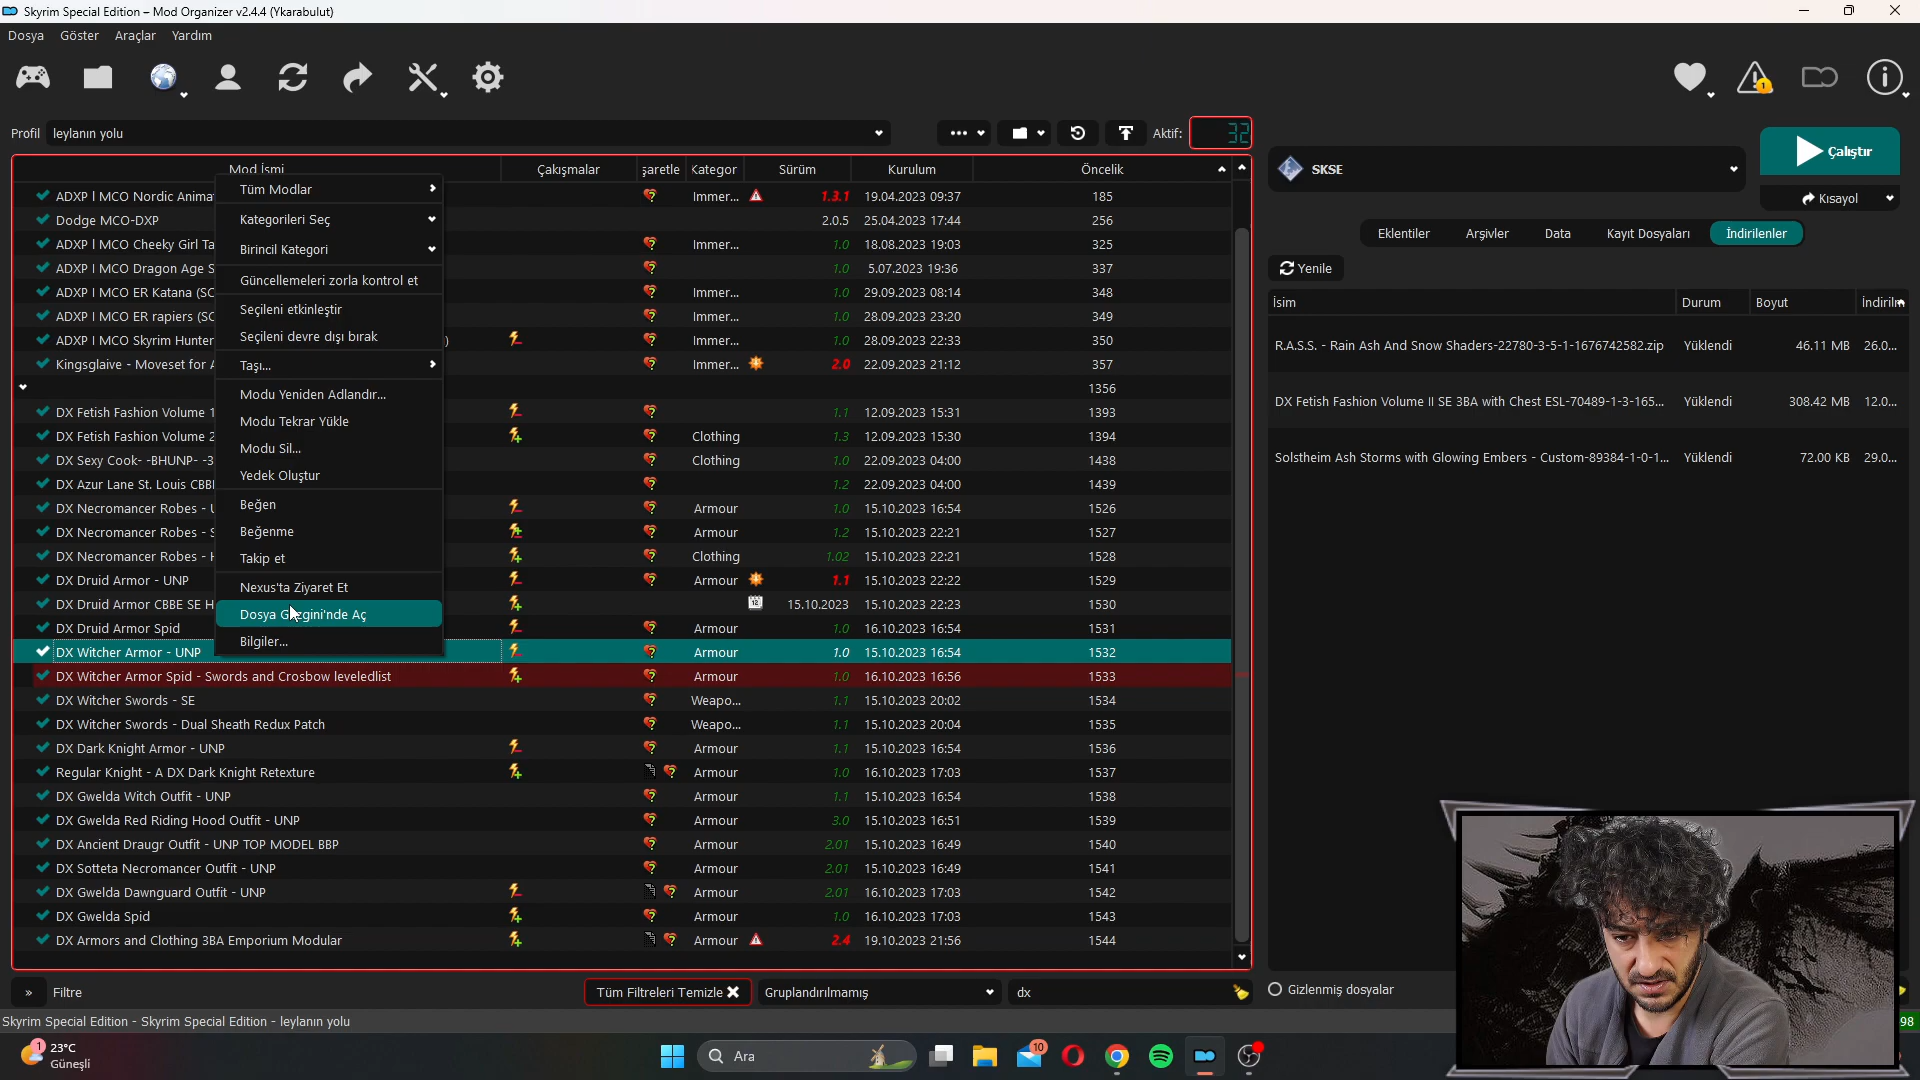 Skyrim Special Edition – Mod Organizer v2.4.4 (Ykarabulut)
Dosya Göster Araçlar Yardım
Profil leylanın yolu Aktif: 32
Mod İsmi Çakışmalar şaretle Kategor Sürüm Kurulum Öncelik
ADXP l MCO Nordic Anima Immer... 1.3.1 19.04.2023 09:37 185
Dodge MCO-DXP 2.0.5 25.04.2023 17:44 256
ADXP l MCO Cheeky Girl Ta Immer... 1.0 18.08.2023 19:03 325
ADXP I MCO Dragon Age S 1.0 5.07.2023 19:36 337
ADXP I MCO ER Katana (SC Immer... 1.0 29.09.2023 08:14 348
ADXP I MCO ER rapiers (SC Immer... 1.0 28.09.2023 23:20 349
ADXP I MCO Skyrim Hunter ) Immer... 1.0 28.09.2023 22:33 350
Kingsglaive - Moveset for A Immer... 2.0 22.09.2023 21:12 357
1356
DX Fetish Fashion Volume 1 1.1 12.09.2023 15:31 1393
DX Fetish Fashion Volume 2 Clothing 1.3 12.09.2023 15:30 1394
DX Sexy Cook- -BHUNP- -3 Clothing 1.0 22.09.2023 04:00 1438
DX Azur Lane St. Louis CBBI 1.2 22.09.2023 04:00 1439
DX Necromancer Robes - U Armour 1.0 15.10.2023 16:54 1526
DX Necromancer Robes - S Armour 1.2 15.10.2023 22:21 1527
DX Necromancer Robes - H Clothing 1.02 15.10.2023 22:21 1528
DX Druid Armor - UNP Armour 1.1 15.10.2023 22:22 1529
DX Druid Armor CBBE SE H 12 15.10.2023 15.10.2023 22:23 1530
DX Druid Armor Spid Armour 1.0 16.10.2023 16:54 1531
DX Witcher Armor - UNP Armour 1.0 15.10.2023 16:54 1532
DX Witcher Armor Spid - Swords and Crosbow leveledlist Armour 1.0 16.10.2023 16:56 1533
DX Witcher Swords - SE Weapo... 1.1 15.10.2023 20:02 1534
DX Witcher Swords - Dual Sheath Redux Patch Weapo... 1.1 15.10.2023 20:04 1535
DX Dark Knight Armor - UNP Armour 1.1 15.10.2023 16:54 1536
Regular Knight - A DX Dark Knight Retexture Armour 1.0 16.10.2023 17:03 1537
DX Gwelda Witch Outfit - UNP Armour 1.1 15.10.2023 16:54 1538
DX Gwelda Red Riding Hood Outfit - UNP Armour 3.0 15.10.2023 16:51 1539
DX Ancient Draugr Outfit - UNP TOP MODEL BBP Armour 2.01 15.10.2023 16:49 1540
DX Sotteta Necromancer Outfit - UNP Armour 2.01 15.10.2023 16:49 1541
DX Gwelda Dawnguard Outfit - UNP Armour 2.01 16.10.2023 17:03 1542
DX Gwelda Spid Armour 1.0 16.10.2023 17:03 1543
DX Armors and Clothing 3BA Emporium Modular Armour 2.4 19.10.2023 21:56 1544
Tüm Modlar
Kategorileri Seç
Birincil Kategori
Güncellemeleri zorla kontrol et
Seçileni etkinleştir
Seçileni devre dışı bırak
Taşı...
Modu Yeniden Adlandır...
Modu Tekrar Yükle
Modu Sil...
Yedek Oluştur
Beğen
Beğenme
Takip et
Nexus'ta Ziyaret Et
Dosya Gezgini'nde Aç
Bilgiler...
» Filtre Tüm Filtreleri Temizle Gruplandırılmamış dx
Skyrim Special Edition - Skyrim Special Edition - leylanın yolu
1
SKSE
Çalıştır
Kısayol
Eklentiler Arşivler Data Kayıt Dosyaları İndirilenler
Yenile
İsim Durum Boyut İndirilm
R.A.S.S. - Rain Ash And Snow Shaders-22780-3-5-1-1676742582.zip Yüklendi 46.11 MB 26.0...
DX Fetish Fashion Volume II SE 3BA with Chest ESL-70489-1-3-165... Yüklendi 308.42 MB 12.0...
Solstheim Ash Storms with Glowing Embers - Custom-89384-1-0-1... Yüklendi 72.00 KB 29.0...
Gizlenmiş dosyalar
98
1 23°C
Güneşli
Ara
10